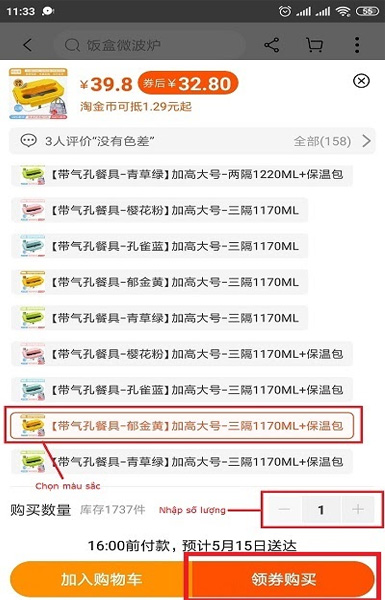 11:33
55
饭盒微波炉
¥39.8 券后¥32.80
淘金币可抵1.29元起
3人评价“没有色差” 全部(158)
【带气孔餐具-青草绿】加高大号-两隔1220ML+保温包
【带气孔餐具-樱花粉】加高大号-三隔1170ML
【带气孔餐具-孔雀蓝】加高大号-三隔1170ML
【带气孔餐具-郁金黄】加高大号-三隔1170ML
【带气孔餐具-青草绿】加高大号-三隔1170ML
【带气孔餐具-樱花粉】加高大号-三隔1170ML+保温包
【带气孔餐具-孔雀蓝】加高大号-三隔1170ML+保温包
【带气孔餐具-郁金黄】加高大号-三隔1170ML+保温包
【带气孔餐具-青草绿】加高大号-三隔1170ML+保温包
Chọn màu sắc
购买数量 库存1737件 Nhập số lượng 1
16:00前付款，预计5月15日送达
加入购物车 领券购买